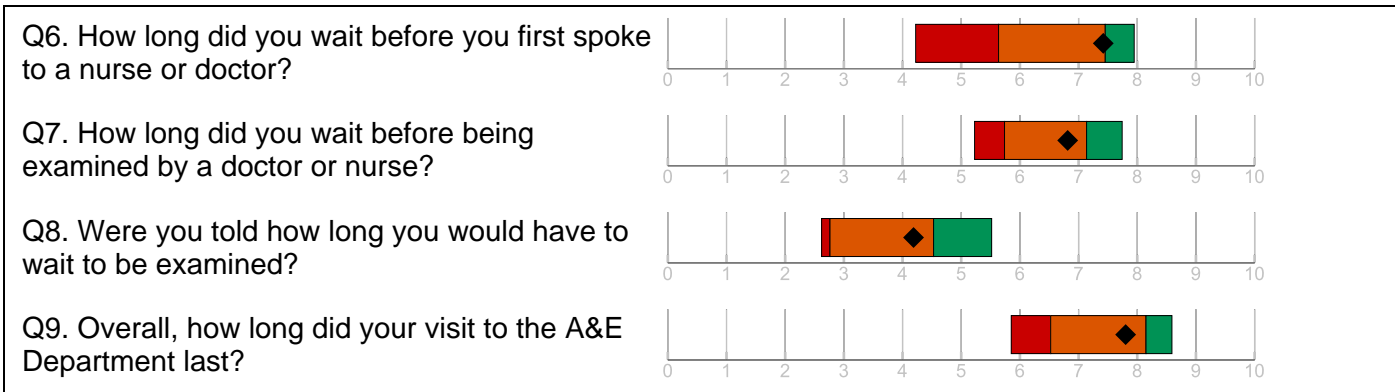 Q6. How long did you wait before you first spoke
to a nurse or doctor?
0 1 2 3 4 5 6 7 8 9 10
Q7. How long did you wait before being
examined by a doctor or nurse?
0 1 2 3 4 5 6 7 8 9 10
Q8. Were you told how long you would have to
wait to be examined?
0 1 2 3 4 5 6 7 8 9 10
Q9. Overall, how long did your visit to the A&E
Department last?
0 1 2 3 4 5 6 7 8 9 10